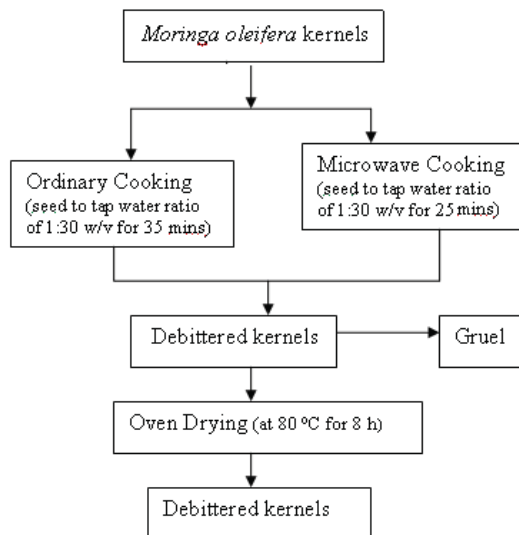 Moringa oleifera kernels
Ordinary Cooking
(seed to tap water ratio
of 1:30 w/v for 35 mins)
Microwave Cooking
(seed to tap water ratio
of 1:30 w/v for 25 mins)
Debittered kernels
Gruel
Oven Drying (at 80 ºC for 8 h)
Debittered kernels